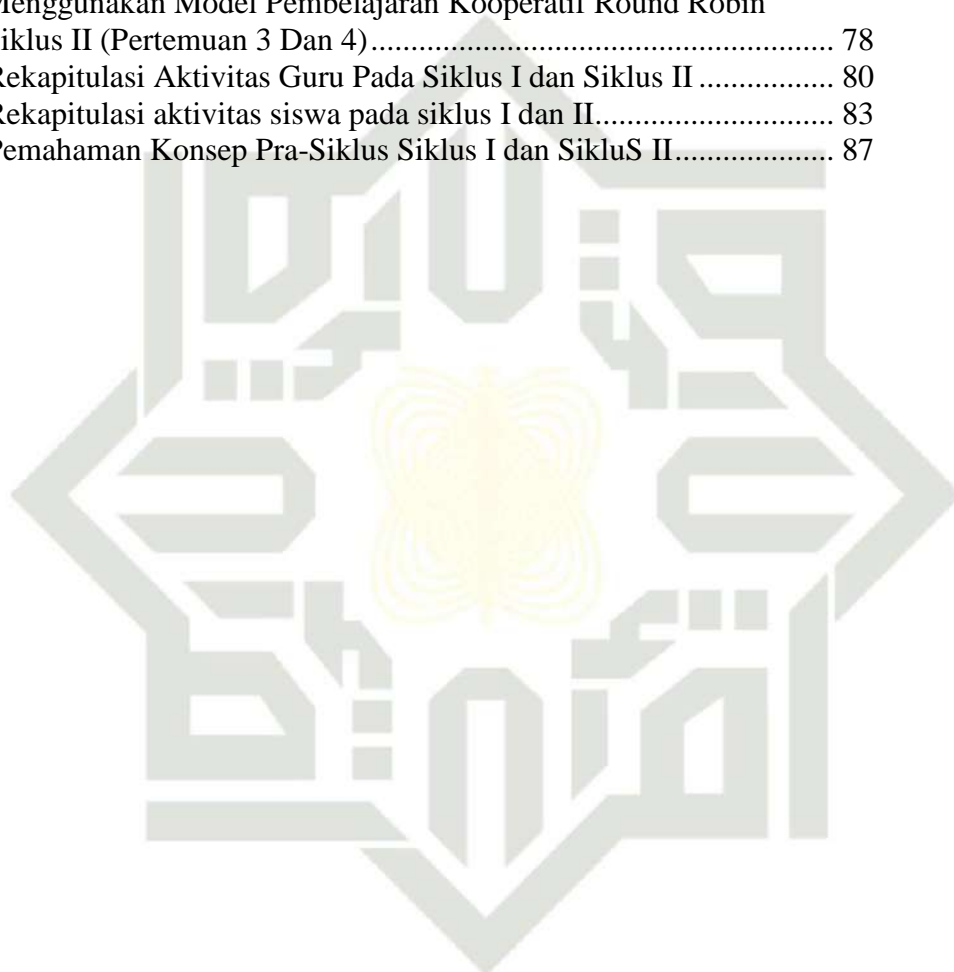 Menggunakan Model Pembelajaran Kooperatif Round Robin
Siklus II (Pertemuan 3 Dan 4)................................................... 78
Rekapitulasi Aktivitas Guru Pada Siklus I dan Siklus II ............... 80
Rekapitulasi aktivitas siswa pada siklus I dan II.......................... 83
Pemahaman Konsep Pra-Siklus Siklus I dan SikluS II.................. 87